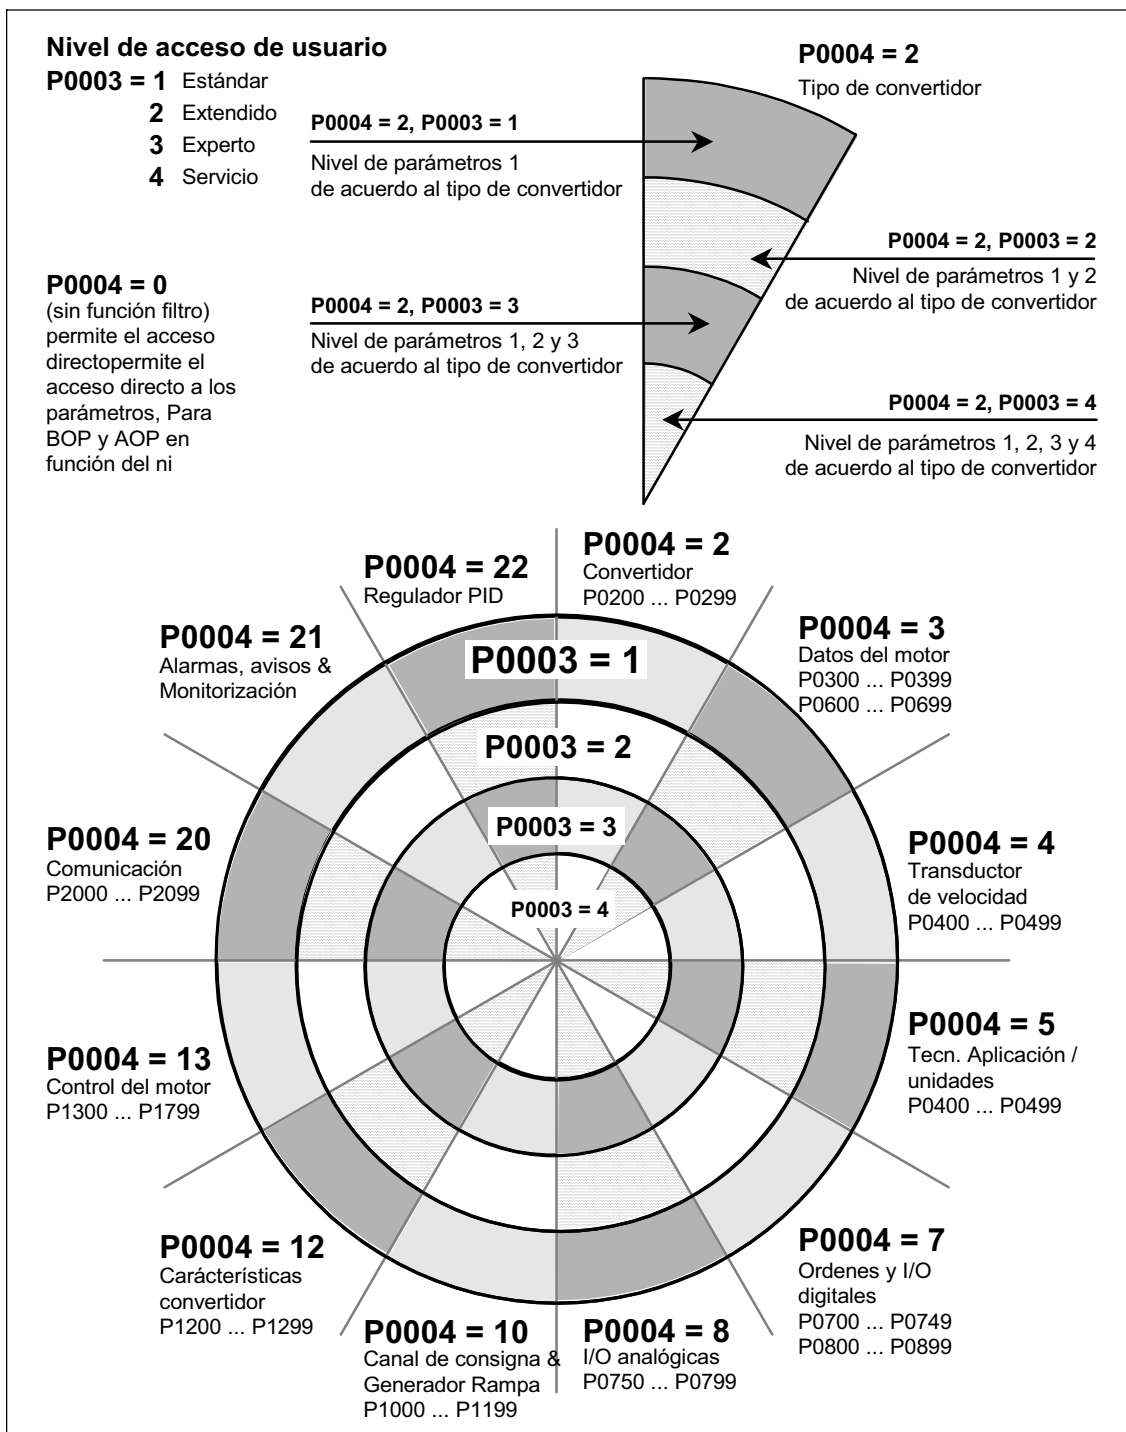 Nivel de acceso de usuario
P0003 = 1 Estándar
2 Extendido
3 Experto
4 Servicio
P0004 = 2
Tipo de convertidor
P0004 = 2, P0003 = 1
Nivel de parámetros 1
de acuerdo al tipo de convertidor
P0004 = 2, P0003 = 2
Nivel de parámetros 1 y 2
de acuerdo al tipo de convertidor
P0004 = 0
(sin función filtro)
permite el acceso
directopermite el
acceso directo a los
parámetros, Para
BOP y AOP en
función del ni
P0004 = 2, P0003 = 3
Nivel de parámetros 1, 2 y 3
de acuerdo al tipo de convertidor
P0004 = 2, P0003 = 4
Nivel de parámetros 1, 2, 3 y 4
de acuerdo al tipo de convertidor
P0004 = 2
Convertidor
P0200 ... P0299
P0004 = 22
Regulador PID
P0004 = 21
Alarmas, avisos &
Monitorización
P0004 = 3
Datos del motor
P0300 ... P0399
P0600 ... P0699
P0003 = 1
P0003 = 2
P0003 = 3
P0003 = 4
P0004 = 20
Comunicación
P2000 ... P2099
P0004 = 4
Transductor
de velocidad
P0400 ... P0499
P0004 = 5
Tecn. Aplicación /
unidades
P0400 ... P0499
P0004 = 13
Control del motor
P1300 ... P1799
P0004 = 12
Carácterísticas
convertidor
P1200 ... P1299
P0004 = 7
Ordenes y I/O
digitales
P0700 ... P0749
P0800 ... P0899
P0004 = 10
Canal de consigna &
Generador Rampa
P1000 ... P1199
P0004 = 8
I/O analógicas
P0750 ... P0799